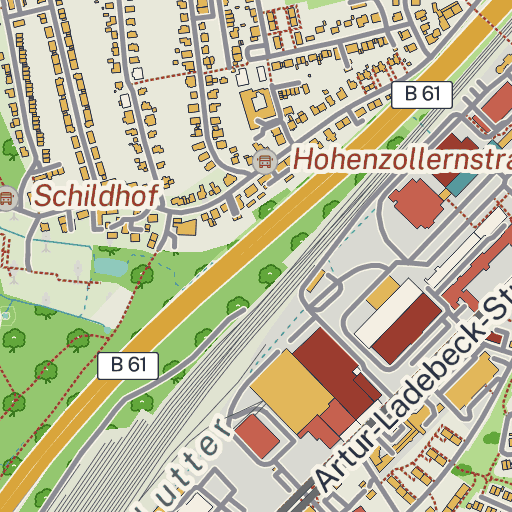 B 61
Hohenzollernstra
Schildhof
B 61
Artur-Ladebeck-Str
Lutter